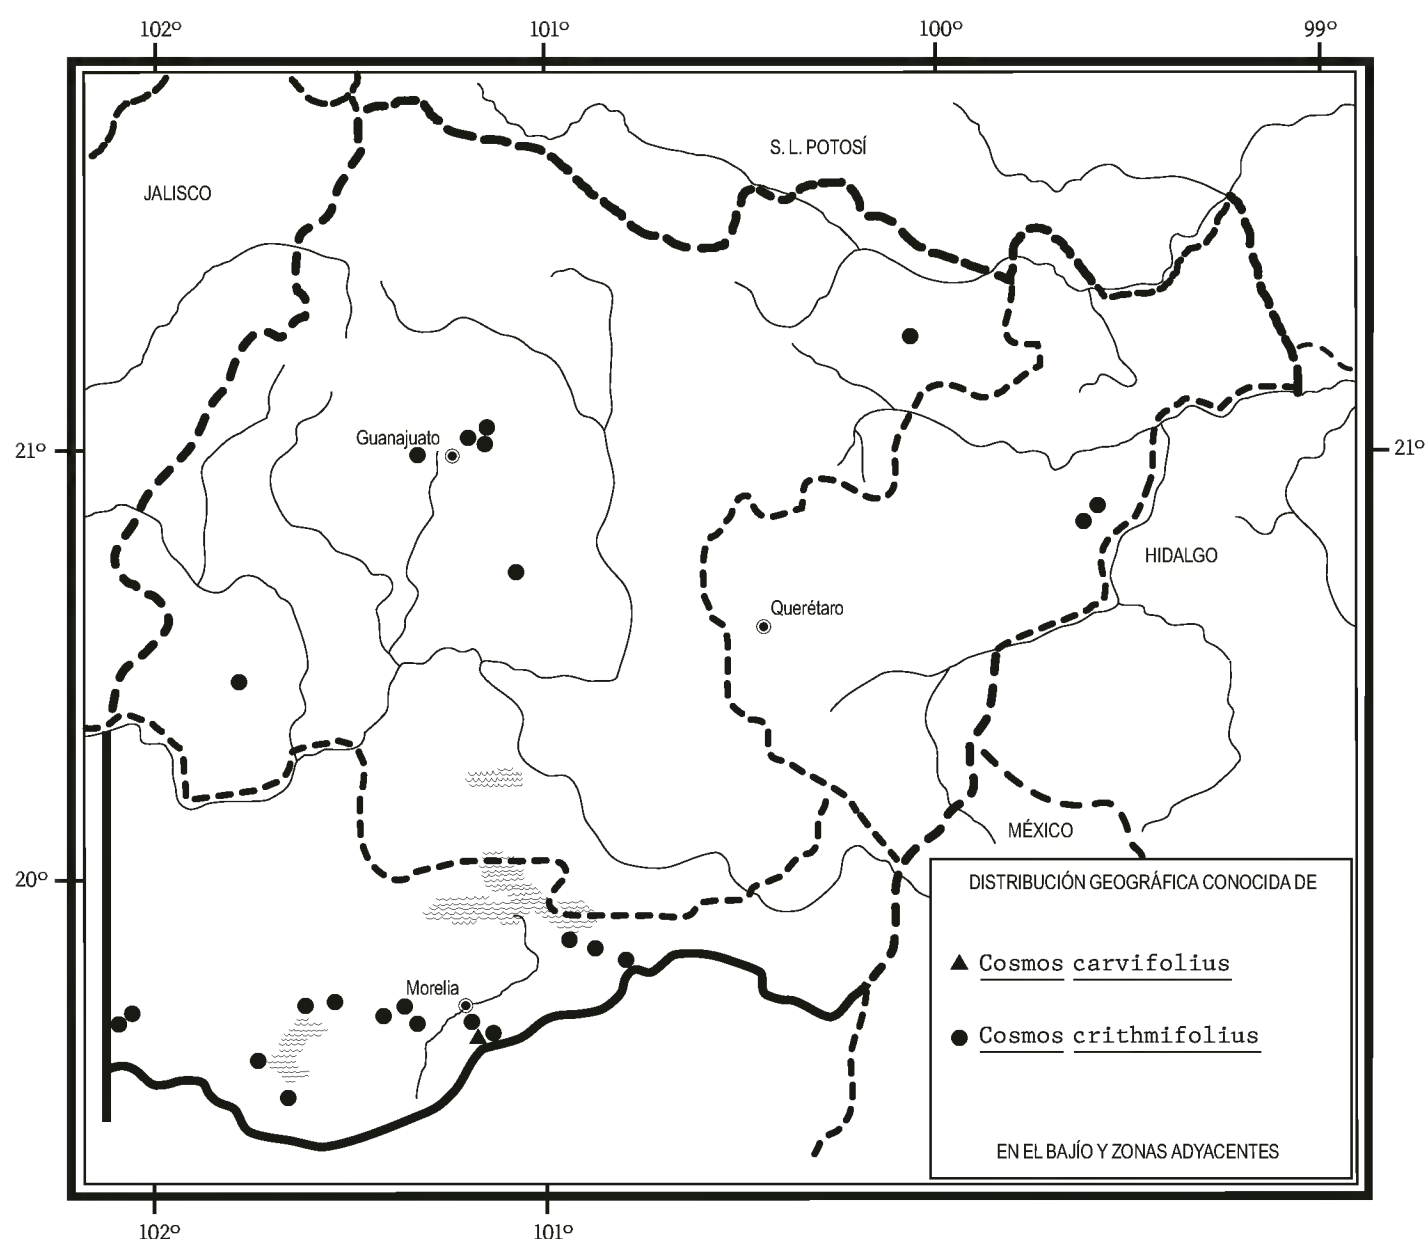 102º 101º 100º 99º
S. L. POTOSÍ
JALISCO
Guanajuato
21º 21º
HIDALGO
Querétaro
MÉXICO
20º
DISTRIBUCIÓN GEOGRÁFICA CONOCIDA DE
Cosmos carvifolius
Morelia
Cosmos crithmifolius
EN EL BAJÍO Y ZONAS ADYACENTES
102º 101º